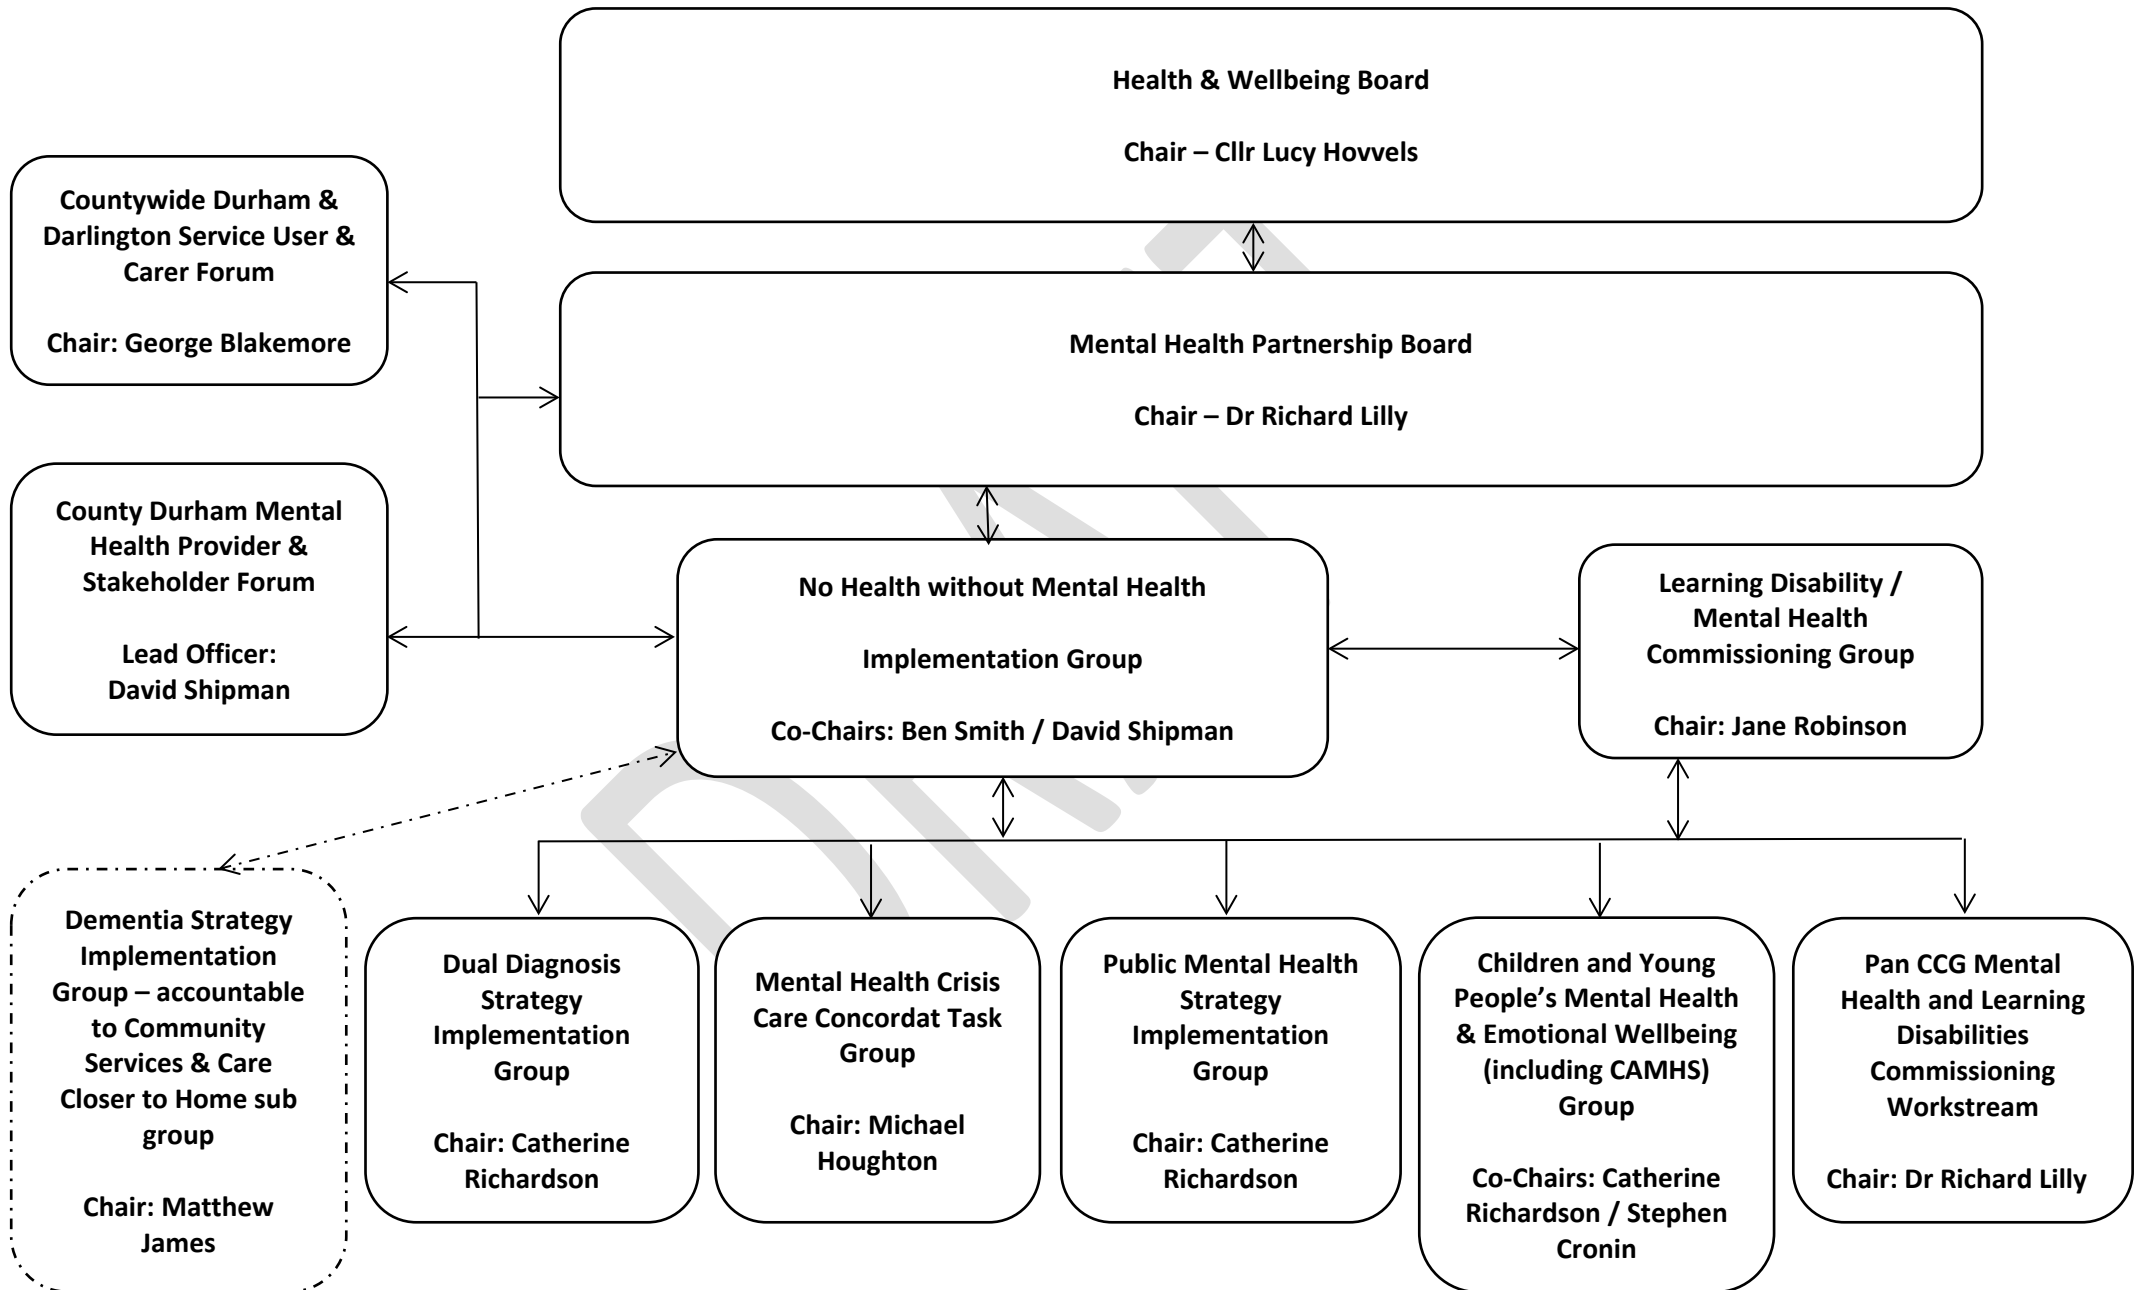 Health & Wellbeing Board
Chair – Cllr Lucy Hovvels
Countywide Durham &
Darlington Service User &
Carer Forum
Chair: George Blakemore
Mental Health Partnership Board
Chair – Dr Richard Lilly
County Durham Mental
Health Provider &
Stakeholder Forum
Lead Officer:
David Shipman
No Health without Mental Health
Implementation Group
Co-Chairs: Ben Smith / David Shipman
Learning Disability /
Mental Health
Commissioning Group
Chair: Jane Robinson
Dementia Strategy
Implementation
Group – accountable
to Community
Services & Care
Closer to Home sub
group
Chair: Matthew
James
Dual Diagnosis
Strategy
Implementation
Group
Chair: Catherine
Richardson
Mental Health Crisis
Care Concordat Task
Group
Chair: Michael
Houghton
Public Mental Health
Strategy
Implementation
Group
Chair: Catherine
Richardson
Children and Young
People’s Mental Health
& Emotional Wellbeing
(including CAMHS)
Group
Co-Chairs: Catherine
Richardson / Stephen
Cronin
Pan CCG Mental
Health and Learning
Disabilities
Commissioning
Workstream
Chair: Dr Richard Lilly
DRAFT